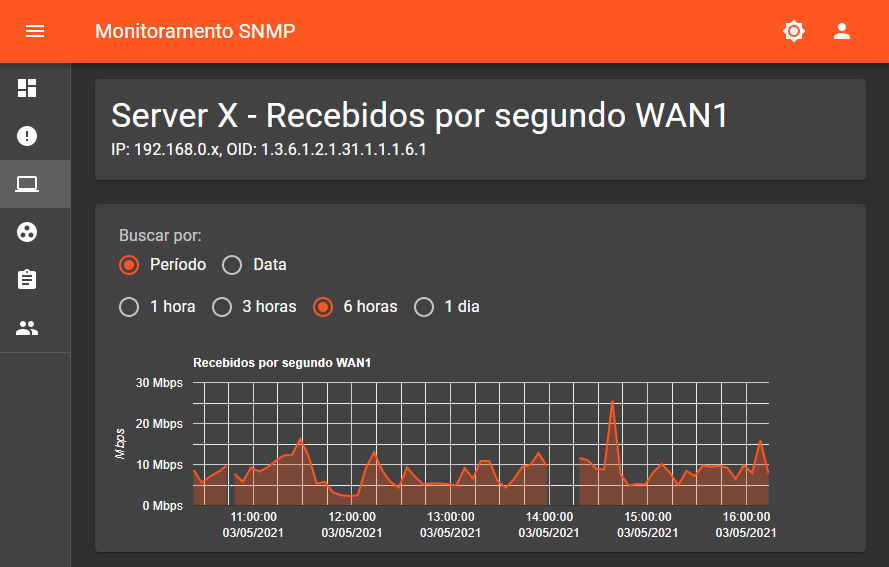 Monitoramento SNMP
Server X - Recebidos por segundo WAN1
IP: 192.168.0.x, OID: 1.3.6.1.2.1.31.1.1.1.6.1
Buscar por:
Período Data
1 hora 3 horas 6 horas 1 dia
Recebidos por segundo WAN1
30 Mbps
20 Mbps
Mbps
10 Mbps
0 Mbps
11:00:00 12:00:00 13:00:00 14:00:00 15:00:00 16:00:00
03/05/2021 03/05/2021 03/05/2021 03/05/2021 03/05/2021 03/05/2021